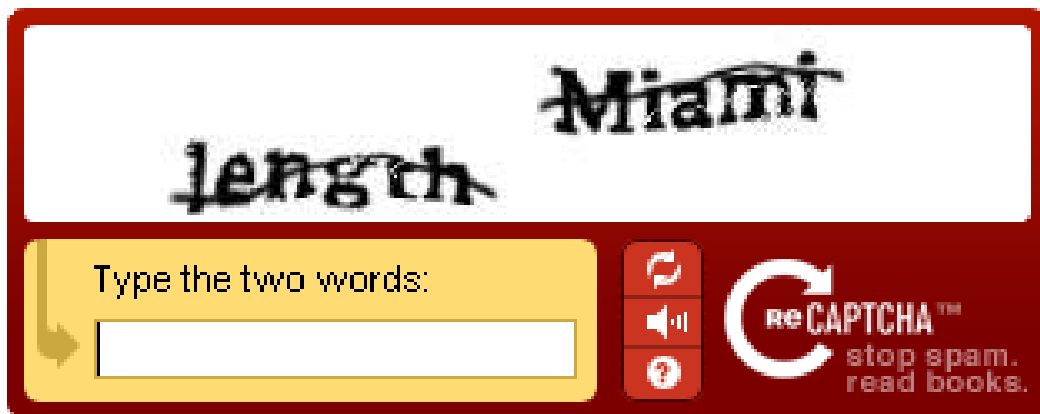 Miami
length
Type the two words:
reCAPTCHA™
stop spam.
read books.